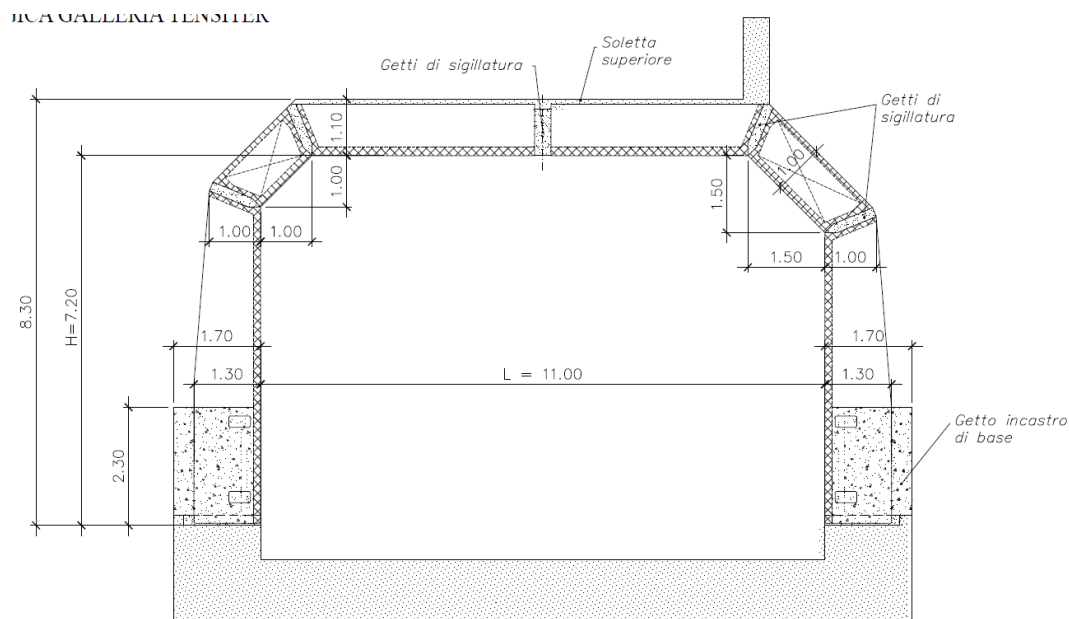 GALLERIA TENSITER
Soletta
superiore
Getti di sigillatura
Getti di
sigillatura
1.10
1.00
1.00
1.50
1.00
1.00
1.50
1.00
8.30
H=7.20
1.70
1.70
1.30
L = 11.00
1.30
2.30
Getto incastro
di base